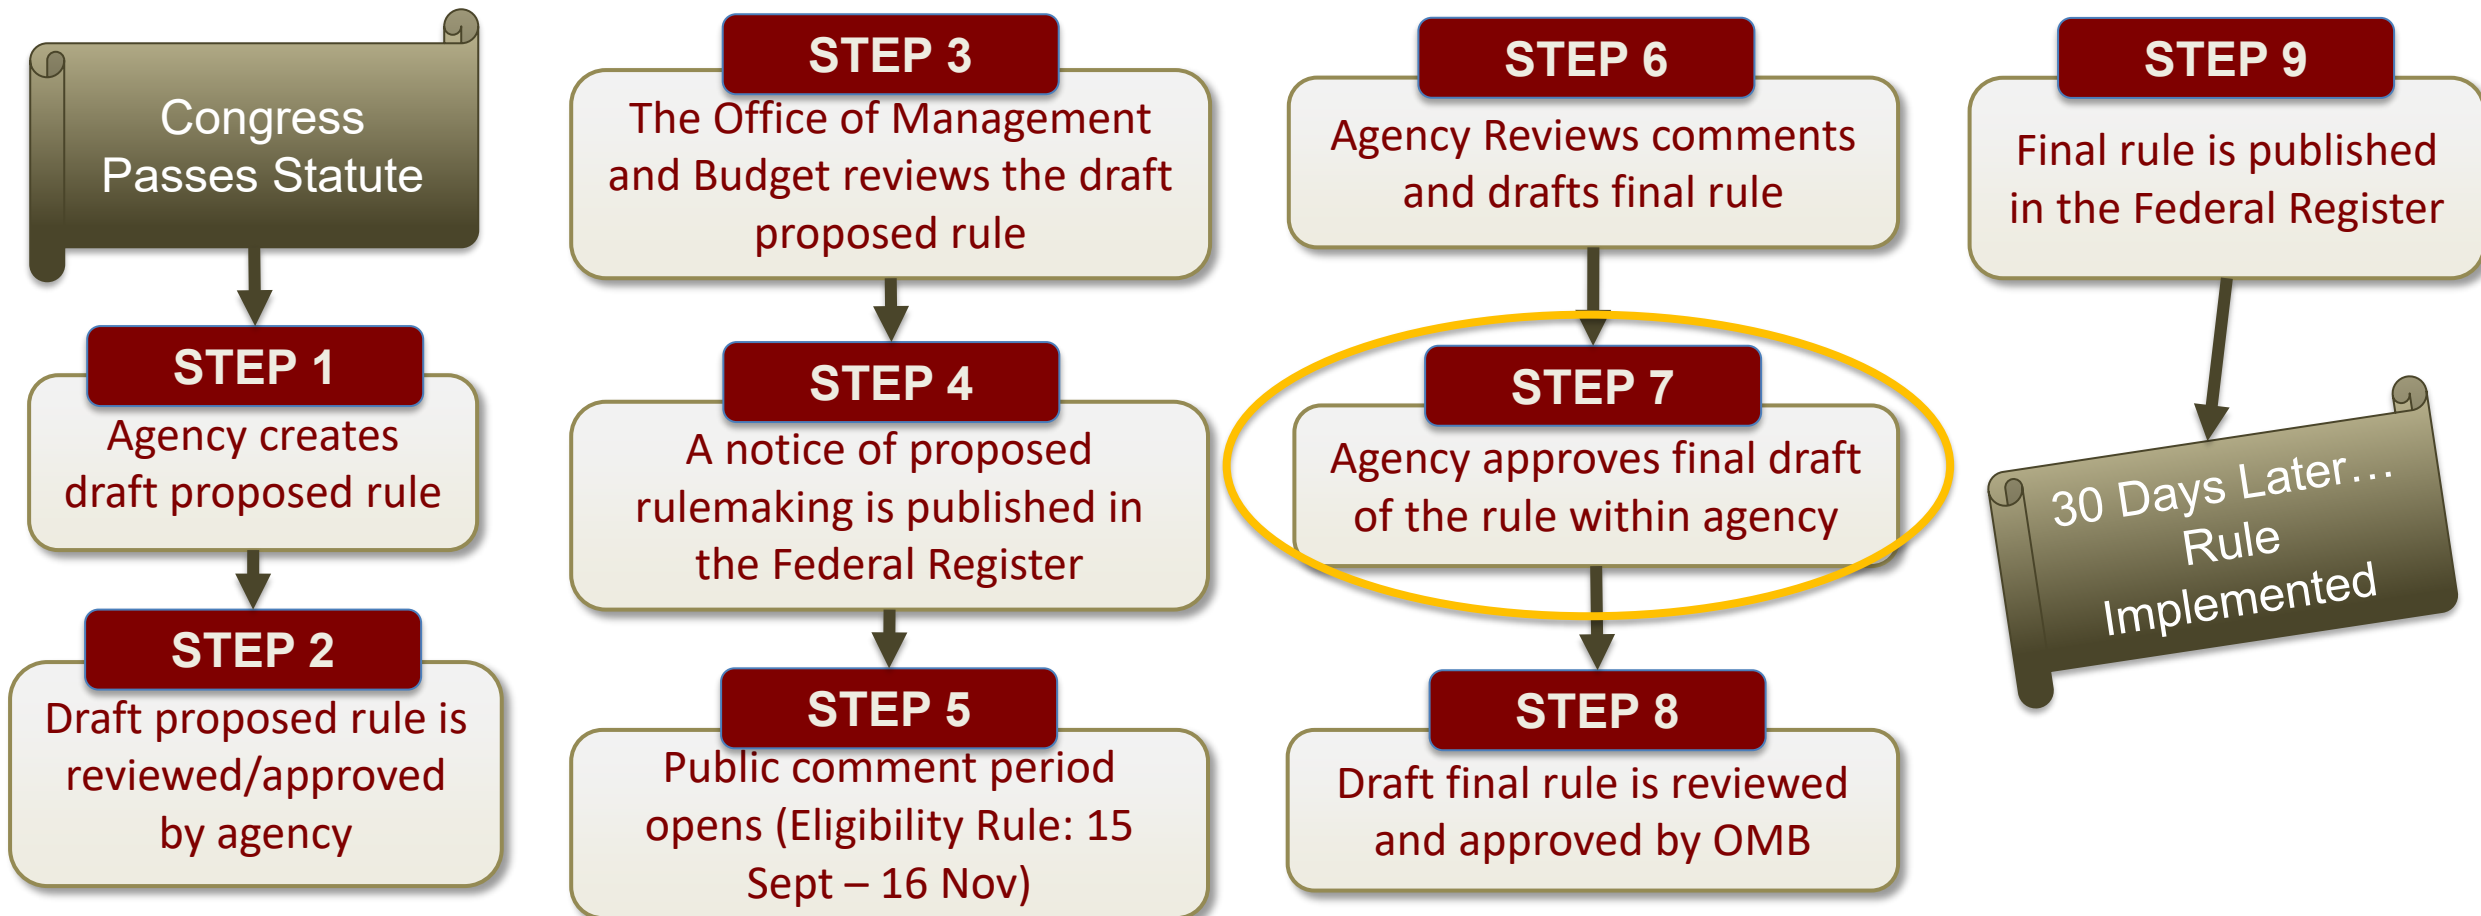 Congress
Passes Statute
STEP 1
Agency creates
draft proposed rule
STEP 2
Draft proposed rule is
reviewed/approved
by agency
STEP 3
The Office of Management
and Budget reviews the draft
proposed rule
STEP 4
A notice of proposed
rulemaking is published in
the Federal Register
STEP 5
Public comment period
opens (Eligibility Rule: 15
Sept – 16 Nov)
STEP 6
Agency Reviews comments
and drafts final rule
STEP 7
Agency approves final draft
of the rule within agency
STEP 8
Draft final rule is reviewed
and approved by OMB
STEP 9
Final rule is published
in the Federal Register
30 Days Later…
Rule
Implemented